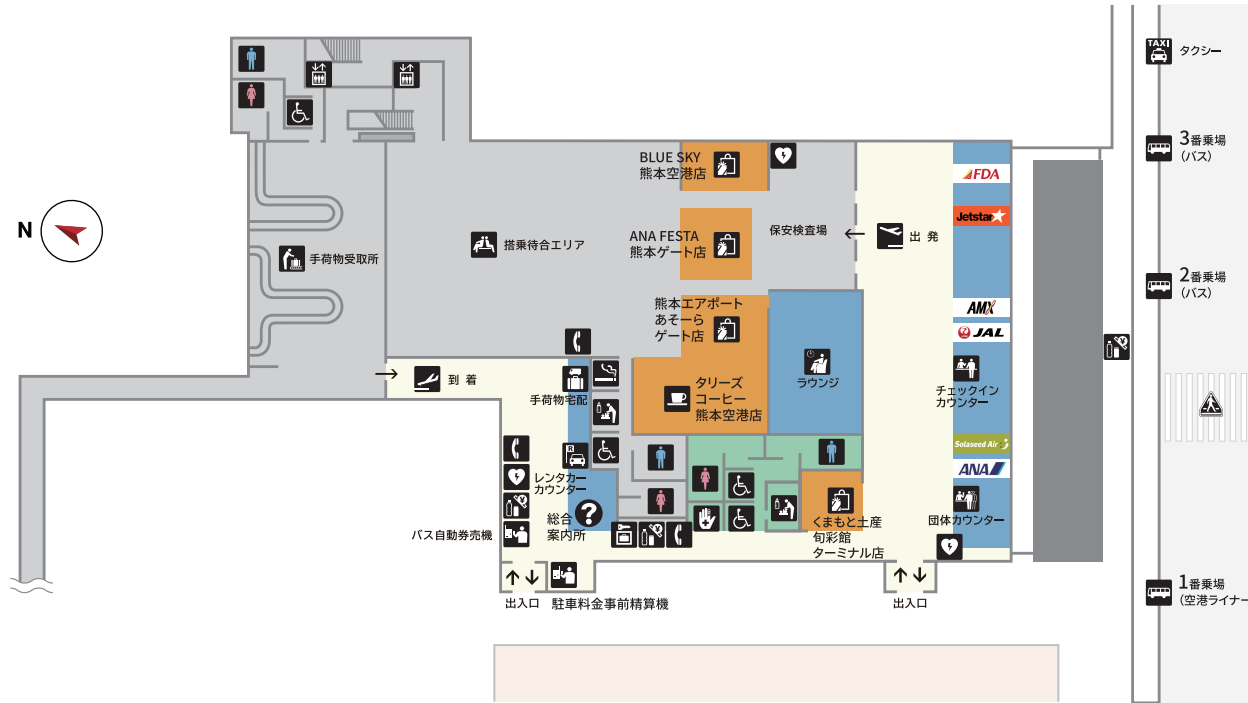 TAXI
タクシー
3番乗場
(バス)
BLUE SKY
熊本空港店
FDA
Jetstar
N
ANA FESTA
熊本ゲート店
保安検査場
出発
搭乗待合エリア
手荷物受取所
2番乗場
(バス)
熊本エアポート
あそーら
ゲート店
AMX
JAL
ラウンジ
到着
タリーズ
コーヒー
熊本空港店
チェックイン
カウンター
手荷物宅配
Solaseed Air
R
レンタカー
カウンター
ANA
総合
案内所
?
くまもと土産
旬彩館
ターミナル店
団体カウンター
バス自動券売機
1番乗場
(空港ライナー
出入口
駐車料金事前精算機
出入口